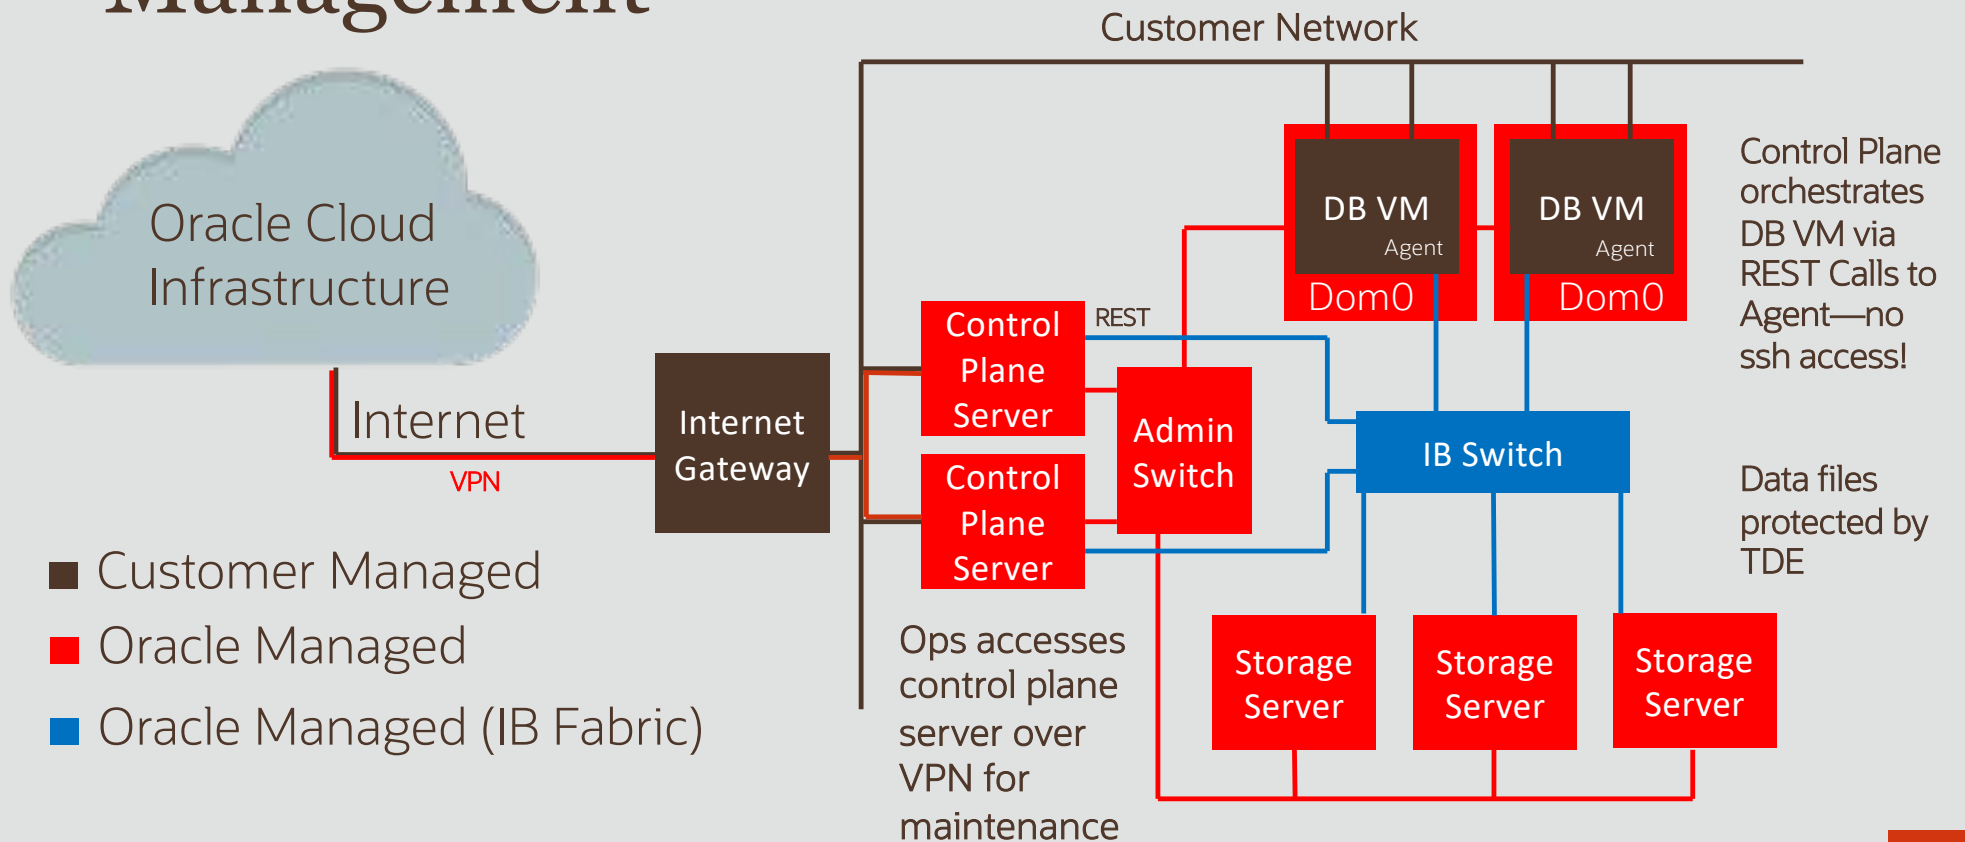 Management
Customer Network
Oracle Cloud
Infrastructure
Internet
VPN
Internet
Gateway
Control
Plane
Server
Control
Plane
Server
REST
Admin
Switch
DB VM
Agent
Dom0
DB VM
Agent
Dom0
IB Switch
Storage
Server
Storage
Server
Storage
Server
Control Plane
orchestrates
DB VM via
REST Calls to
Agent—no
ssh access!
Data files
protected by
TDE
Customer Managed
Oracle Managed
Oracle Managed (IB Fabric)
Ops accesses
control plane
server over
VPN for
maintenance